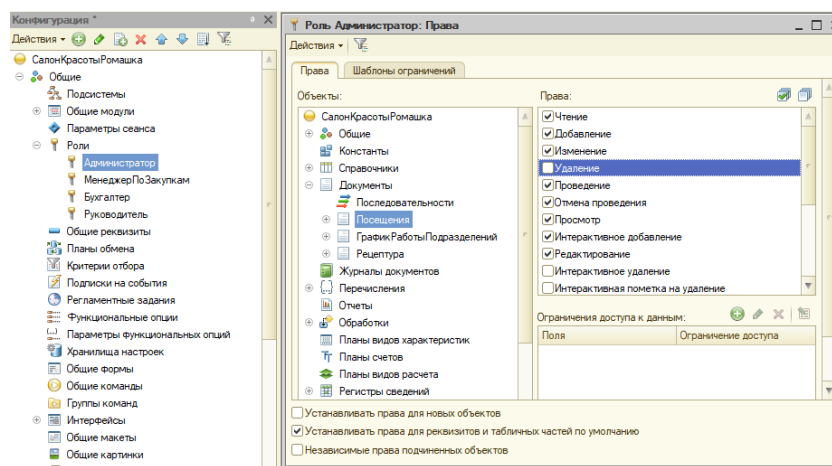 Конфигурация *
Действия
СалонКрасотыРомашка
Общие
Подсистемы
Общие модули
Параметры сеанса
Роли
Администратор
МенеджерПоЗакупкам
Бухгалтер
Руководитель
Общие реквизиты
Планы обмена
Критерии отбора
Подписки на события
Регламентные задания
Функциональные опции
Параметры функциональных опций
Хранилища настроек
Общие формы
Общие команды
Группы команд
Интерфейсы
Общие макеты
Общие картинки
Роль Администратор: Права
Действия
Права Шаблоны ограничений
Объекты:
СалонКрасотыРомашка
Общие
Константы
Справочники
Документы
Последовательности
Посещения
ГрафикРаботыПодразделений
Рецептура
Журналы документов
Перечисления
Отчеты
Обработки
Планы видов характеристик
Планы счетов
Планы видов расчета
Регистры сведений
Права:
Чтение
Добавление
Изменение
Удаление
Проведение
Отмена проведения
Просмотр
Интерактивное добавление
Редактирование
Интерактивное удаление
Интерактивная пометка на удаление
Ограничения доступа к данным:
Поля Ограничение доступа
Устанавливать права для новых объектов
Устанавливать права для реквизитов и табличных частей по умолчанию
Независимые права подчиненных объектов